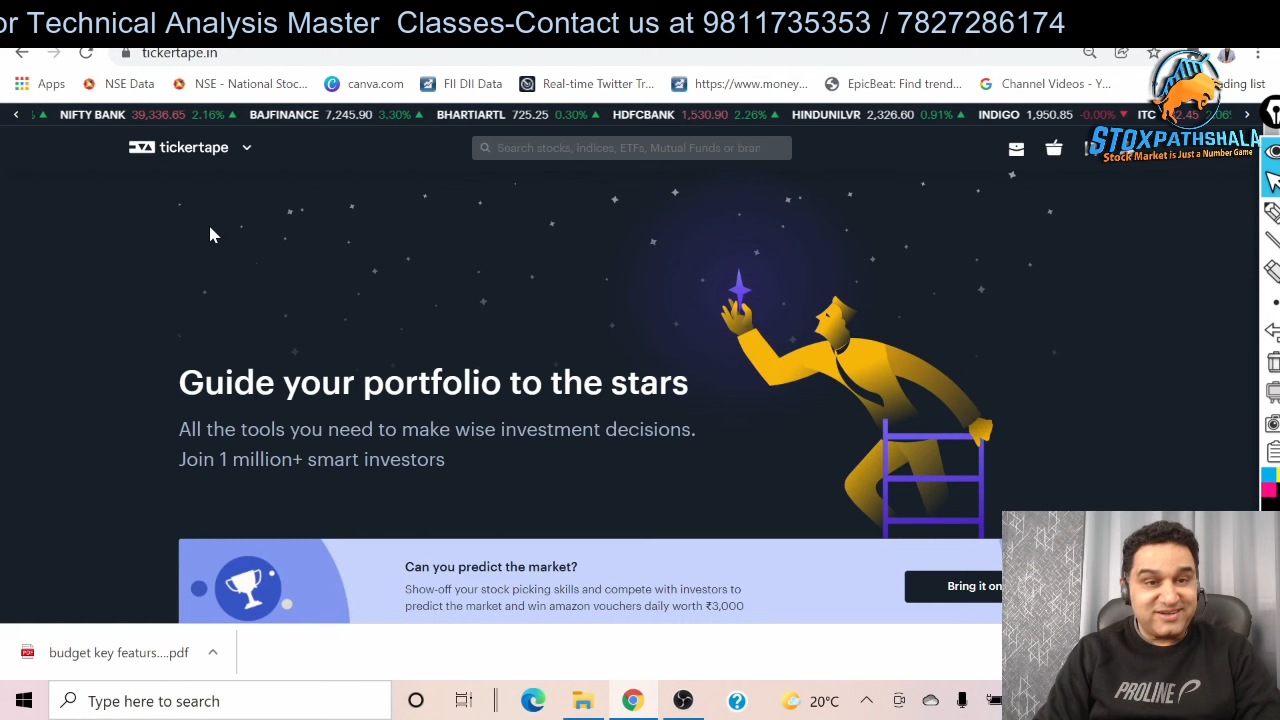 or Technical Analysis Master Classes-Contact us at 9811735353 / 7827286174
tickertape.in
Apps NSE Data NSE - National Stoc... canva.com FII DII Data Real-time Twitter Tr... https://www.money... EpicBeat: Find trend... Channel Videos - Y... ding list
NIFTY BANK 39,336.65 2.16% BAJFINANCE 7,245.90 3.30% BHARTIARTL 725.25 0.30% HDFCBANK 1,530.90 2.26% HINDUNILVR 2,326.60 0.91% INDIGO 1,950.85 -0.00% ITC
STOXPATHSHALA
Stock Market is Just a Number Game
tickertape
Search stocks, indices, ETFs, Mutual Funds or bran
Guide your portfolio to the stars
All the tools you need to make wise investment decisions.
Join 1 million+ smart investors
Can you predict the market?
Show-off your stock picking skills and compete with investors to
predict the market and win amazon vouchers daily worth ₹3,000
Bring it on
PROLINE
budget key featurs....pdf
Type here to search
20°C